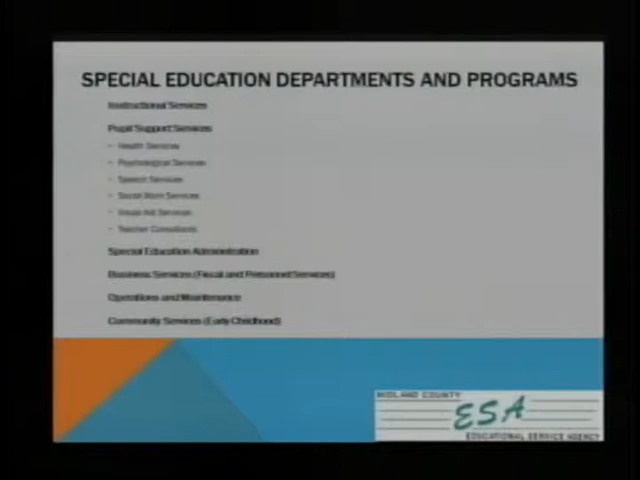 SPECIAL EDUCATION DEPARTMENTS AND PROGRAMS
Instructional Services
Pupil Support Services
- Health Services
- Psychological Services
- Speech Services
- Social Work Services
- Visual Aid Services
- Teacher Consultants
Special Education Administration
Business Services (Fiscal and Personnel Services)
Operations and Maintenance
Community Services (Early Childhood)
MIDLAND COUNTY
ESA
EDUCATIONAL SERVICE AGENCY